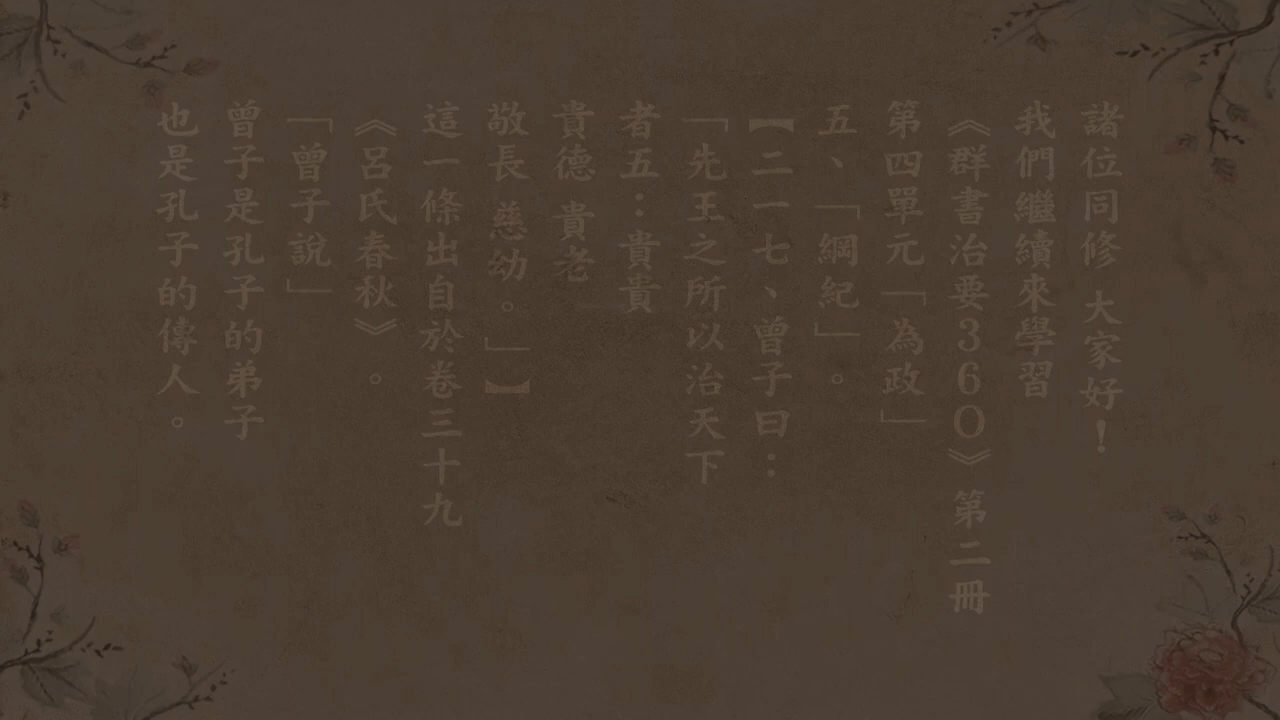 諸位同修 大家好！
我們繼續來學習
《群書治要360》第二冊
第四單元「為政」
五、「綱紀」。
【二一七、曾子曰：
「先王之所以治天下
者五：貴貴
貴德 貴老
敬長 慈幼。」】
這一條出自於卷三十九
《呂氏春秋》。
「曾子說」
曾子是孔子的弟子
也是孔子的傳人。